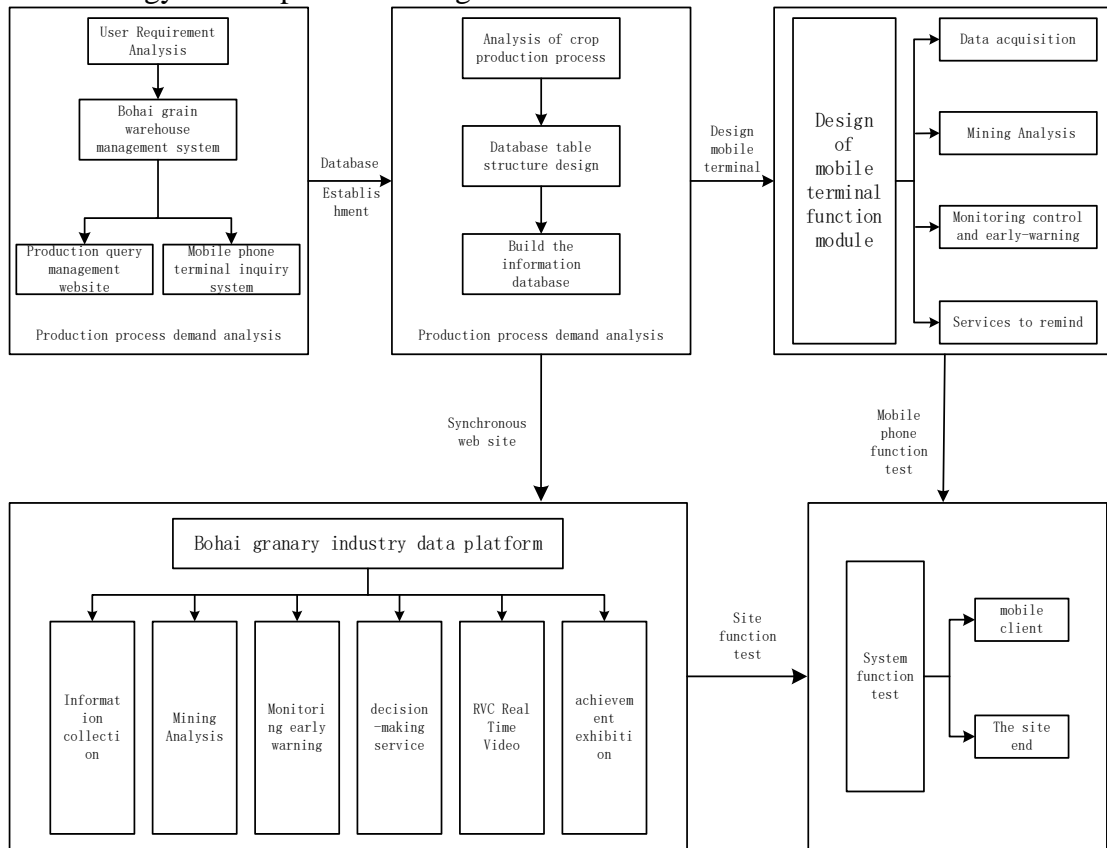 User Requirement
Analysis
Bohai grain
warehouse
management system
Production query
management
website
Mobile phone
terminal inquiry
system
Production process demand analysis
Database
Establis
hment
Analysis of crop
production process
Database table
structure design
Build the
information
database
Production process demand analysis
Design
mobile
terminal
Design
of
mobile
terminal
function
module
Data acquisition
Mining Analysis
Monitoring control
and early-warning
Services to remind
Synchronous
web site
Mobile
phone
function
test
Bohai granary industry data platform
Informat
ion
collecti
on
Mining
Analysis
Monitori
ng early
warning
decision
-making
service
RVC Real
Time
Video
achievem
ent
exhibiti
on
Site
function
test
System
function
test
mobile
client
The site
end